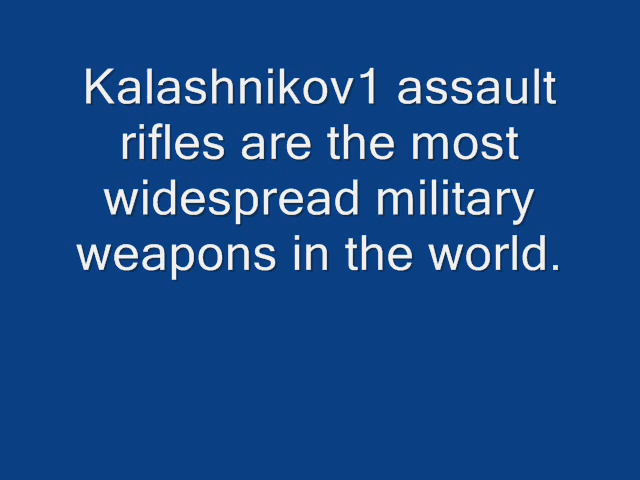 Kalashnikov1 assault
rifles are the most
widespread military
weapons in the world.